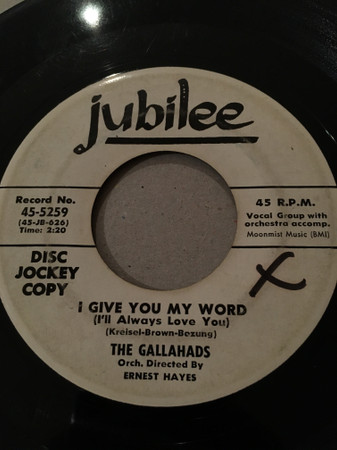 jubilee
Record No.
45-5259
(45-JB-626)
Time: 2:20
45 R.P.M.
Vocal Group with
orchestra accomp.
Moonmist Music (BMI)
DISC
JOCKEY
COPY
X
I GIVE YOU MY WORD
(I'll Always Love You)
(Kreisel-Brown-Bezung)
THE GALLAHADS
Orch. Directed By
ERNEST HAYES